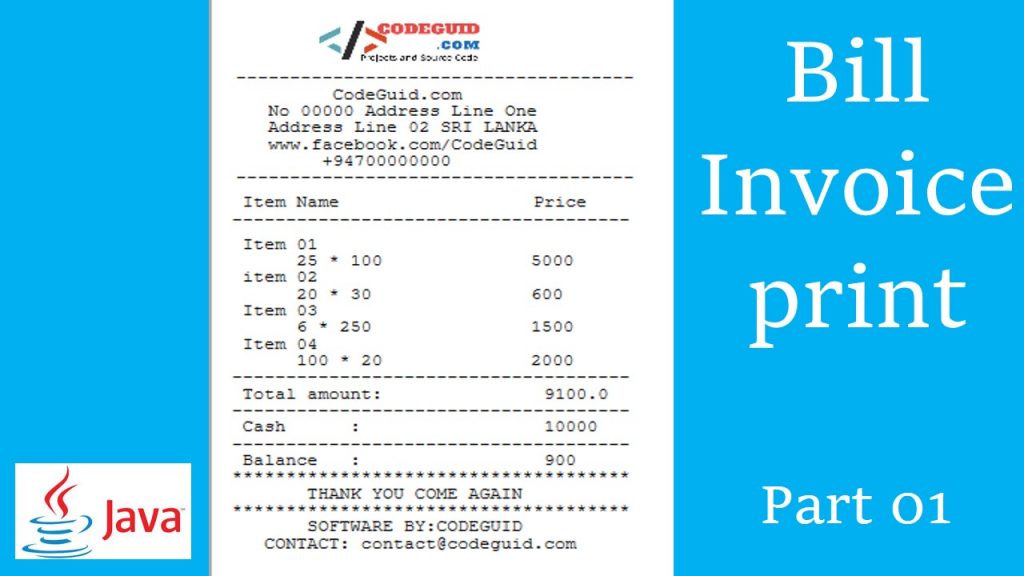 CODEGUID
.COM
Projects and Source Code
-------------------------------------
CodeGuid.com
No 00000 Address Line One
Address Line 02 SRI LANKA
www.facebook.com/CodeGuid
+94700000000
-------------------------------------
Item Name Price
-------------------------------------
Item 01
25 * 100 5000
item 02
20 * 30 600
Item 03
6 * 250 1500
Item 04
100 * 20 2000
-------------------------------------
Total amount: 9100.0
-------------------------------------
Cash : 10000
-------------------------------------
Balance : 900
*************************************
THANK YOU COME AGAIN
*************************************
SOFTWARE BY:CODEGUID
CONTACT: contact@codeguid.com
Bill
Invoice
print
Part 01
Java